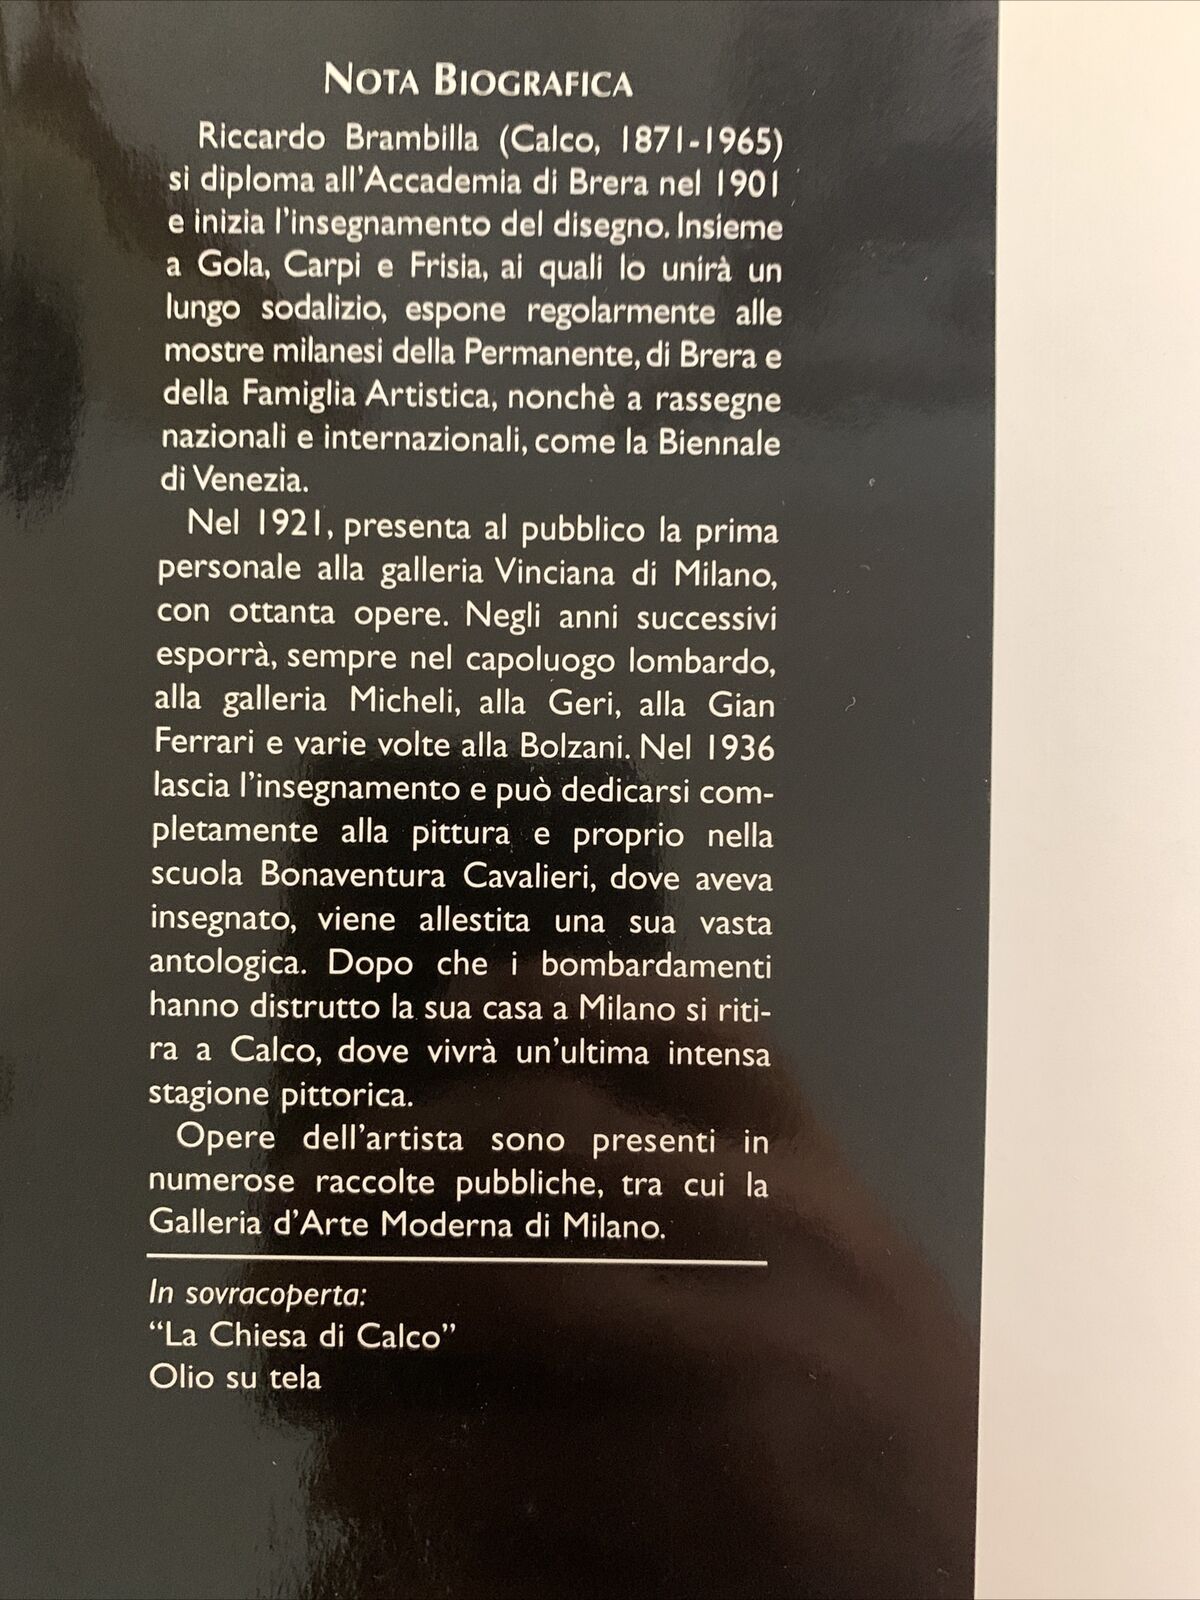 NOTA BIOGRAFICA
Riccardo Brambilla (Calco, 1871-1965)
si diploma all'Accademia di Brera nel 1901
e inizia l'insegnamento del disegno. Insieme
a Gola, Carpi e Frisia, ai quali lo unirà un
lungo sodalizio, espone regolarmente alle
mostre milanesi della Permanente, di Brera e
della Famiglia Artistica, nonchè a rassegne
nazionali e internazionali, come la Biennale
di Venezia.
Nel 1921, presenta al pubblico la prima
personale alla galleria Vinciana di Milano,
con ottanta opere. Negli anni successivi
esporrà, sempre nel capoluogo lombardo,
alla galleria Micheli, alla Geri, alla Gian
Ferrari e varie volte alla Bolzani. Nel 1936
lascia l'insegnamento e può dedicarsi com-
pletamente alla pittura e proprio nella
scuola Bonaventura Cavalieri, dove aveva
insegnato, viene allestita una sua vasta
antologica. Dopo che i bombardamenti
hanno distrutto la sua casa a Milano si riti-
ra a Calco, dove vivrà un'ultima intensa
stagione pittorica.
Opere dell'artista sono presenti in
numerose raccolte pubbliche, tra cui la
Galleria d'Arte Moderna di Milano.
In sovracoperta:
“La Chiesa di Calco”
Olio su tela